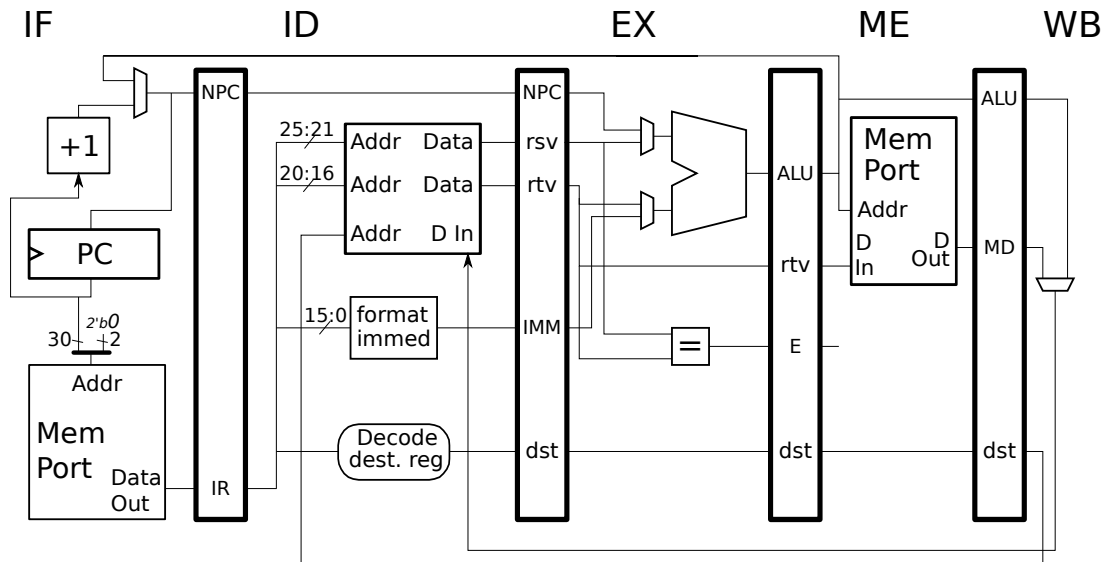 IF ID EX ME WB
NPC
NPC
ALU
+1
25:21
Addr Data
rsv
20:16
Addr Data
rtv
Addr D In
Mem
Port
ALU
Addr
D
In
D
Out
MD
PC
rtv
15:0
format
immed
IMM
2'b0
30
2
=
E
Addr
Mem
Port
Data
Out
IR
Decode
dest. reg
dst
dst
dst